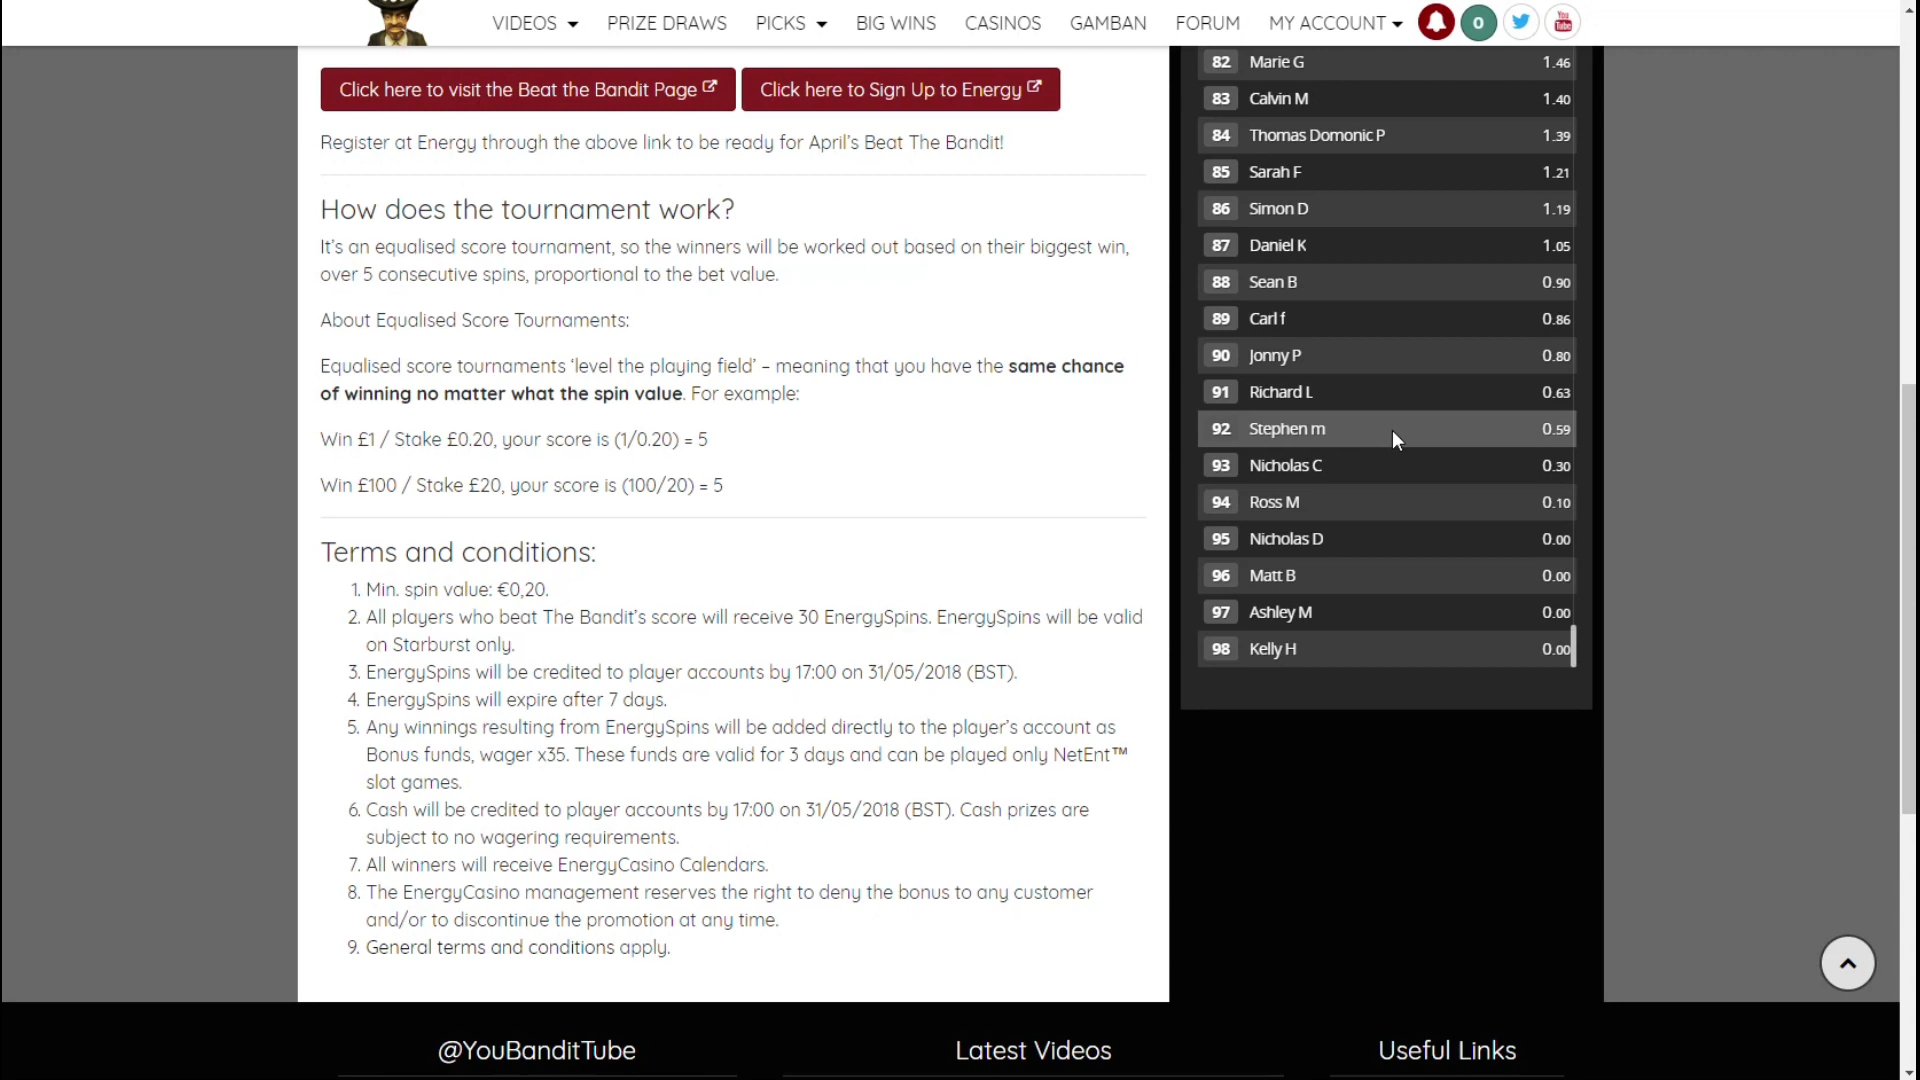 VIDEOS
PRIZE DRAWS
PICKS
BIG WINS
CASINOS
GAMBAN
FORUM
MY ACCOUNT
0
You
Tube
Click here to visit the Beat the Bandit Page
Click here to Sign Up to Energy
Register at Energy through the above link to be ready for April's Beat The Bandit!
How does the tournament work?
It's an equalised score tournament, so the winners will be worked out based on their biggest win,
over 5 consecutive spins, proportional to the bet value.
About Equalised Score Tournaments:
Equalised score tournaments 'level the playing field' – meaning that you have the same chance
of winning no matter what the spin value. For example:
Win £1 / Stake £0.20, your score is (1/0.20) = 5
Win £100 / Stake £20, your score is (100/20) = 5
Terms and conditions:
1. Min. spin value: €0,20.
2. All players who beat The Bandit's score will receive 30 EnergySpins. EnergySpins will be valid
on Starburst only.
3. EnergySpins will be credited to player accounts by 17:00 on 31/05/2018 (BST).
4. EnergySpins will expire after 7 days.
5. Any winnings resulting from EnergySpins will be added directly to the player's account as
Bonus funds, wager x35. These funds are valid for 3 days and can be played only NetEnt™
slot games.
6. Cash will be credited to player accounts by 17:00 on 31/05/2018 (BST). Cash prizes are
subject to no wagering requirements.
7. All winners will receive EnergyCasino Calendars.
8. The EnergyCasino management reserves the right to deny the bonus to any customer
and/or to discontinue the promotion at any time.
9. General terms and conditions apply.
82 Marie G 1.46
83 Calvin M 1.40
84 Thomas Domonic P 1.39
85 Sarah F 1.21
86 Simon D 1.19
87 Daniel K 1.05
88 Sean B 0.90
89 Carl f 0.86
90 Jonny P 0.80
91 Richard L 0.63
92 Stephen m 0.59
93 Nicholas C 0.30
94 Ross M 0.10
95 Nicholas D 0.00
96 Matt B 0.00
97 Ashley M 0.00
98 Kelly H 0.00
@YouBanditTube
Latest Videos
Useful Links